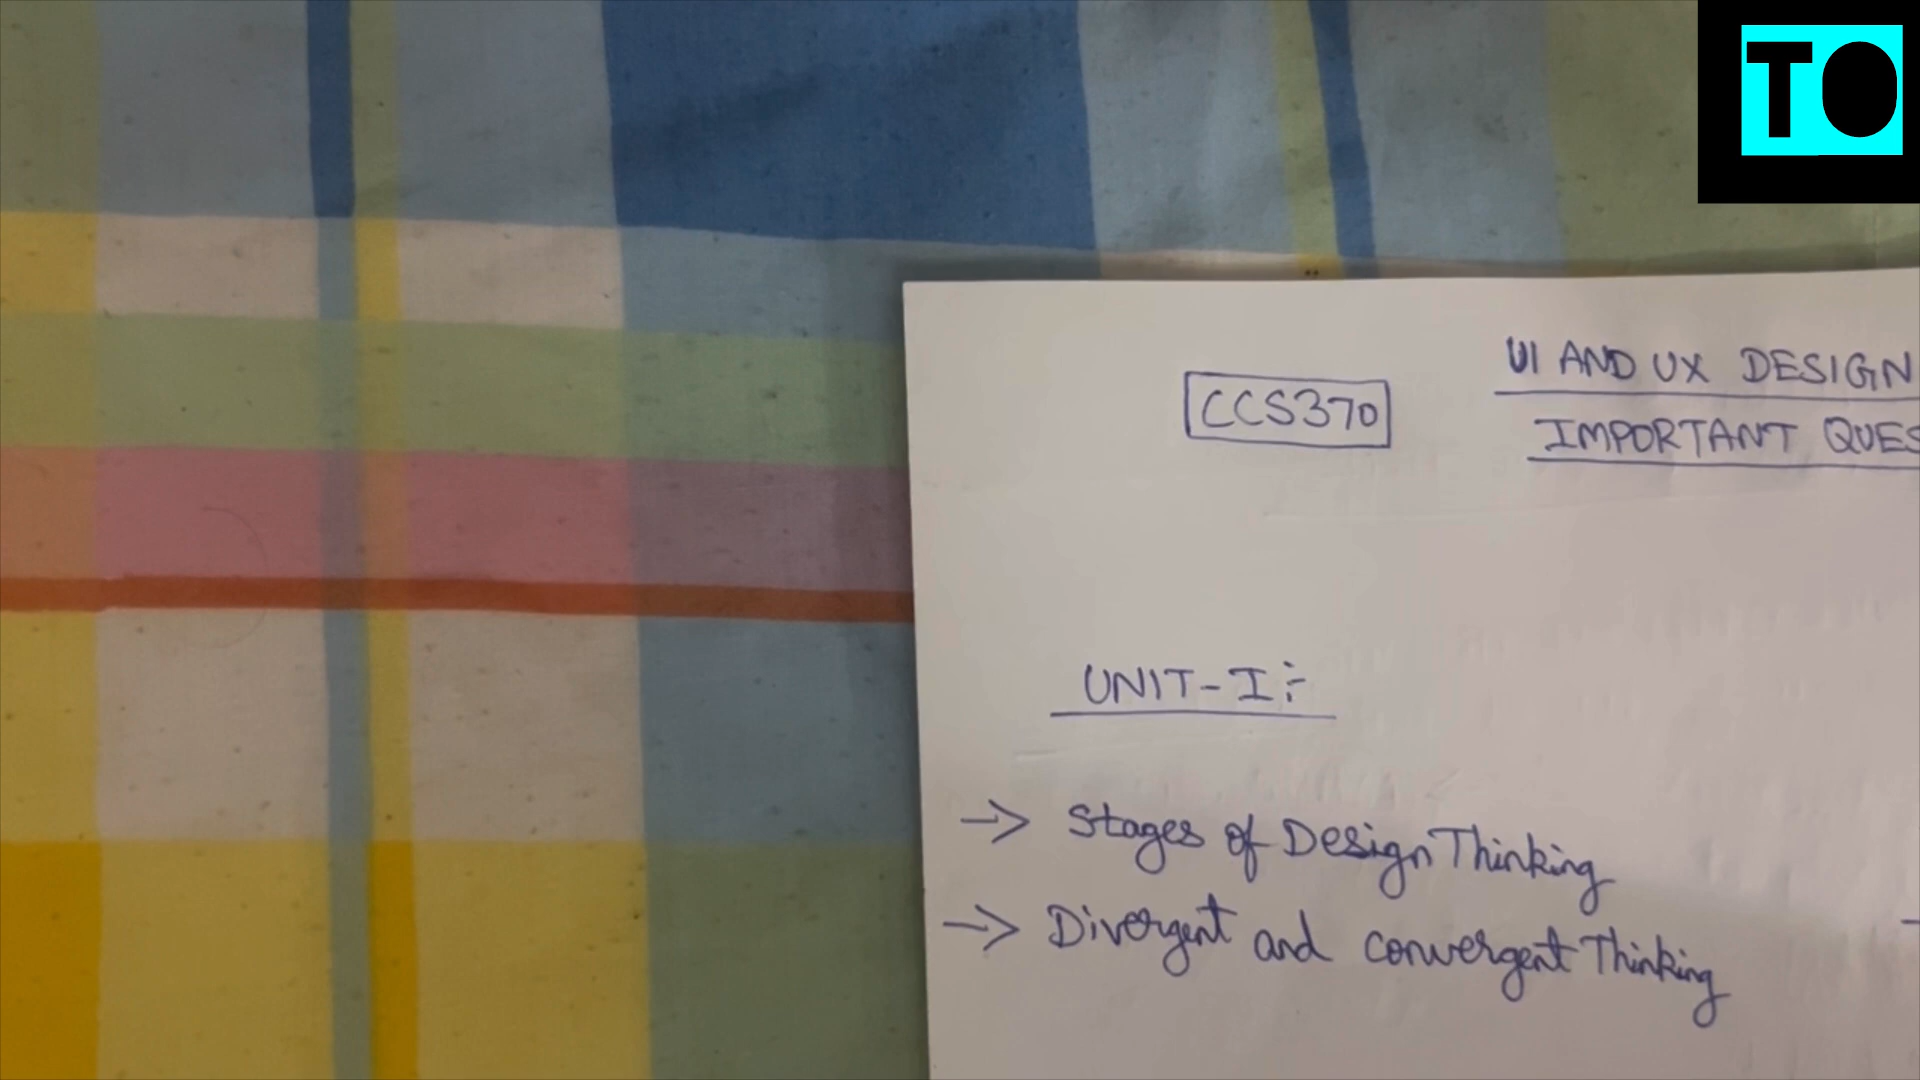 TO
CCS370
UI AND UX DESIGN
IMPORTANT QUES
UNIT-I:-
→ Stages of Design Thinking
→ Divergent and convergent Thinking